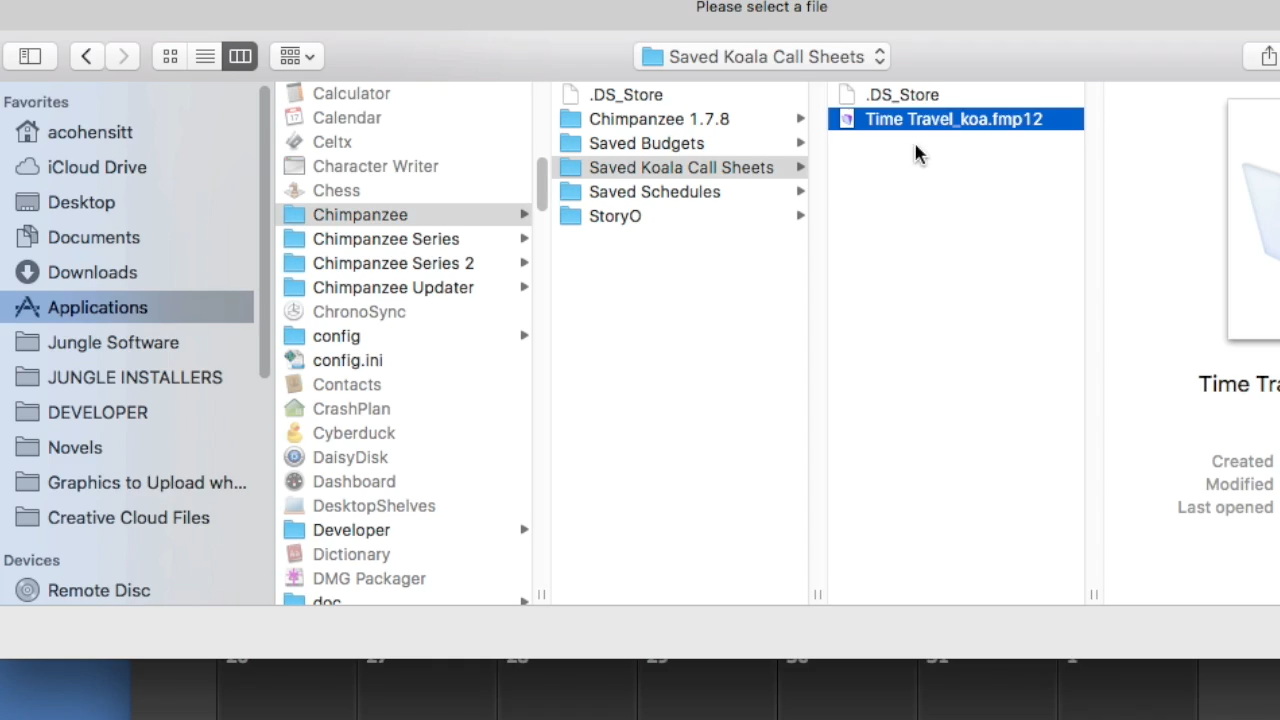 Please select a file
Saved Koala Call Sheets
Favorites
acohensitt
iCloud Drive
Desktop
Documents
Downloads
Applications
Jungle Software
JUNGLE INSTALLERS
DEVELOPER
Novels
Graphics to Upload wh...
Creative Cloud Files
Devices
Remote Disc
Calculator
Calendar
Celtx
Character Writer
Chess
Chimpanzee
Chimpanzee Series
Chimpanzee Series 2
Chimpanzee Updater
ChronoSync
config
config.ini
Contacts
CrashPlan
Cyberduck
DaisyDisk
Dashboard
DesktopShelves
Developer
Dictionary
DMG Packager
doc
.DS_Store
Chimpanzee 1.7.8
Saved Budgets
Saved Koala Call Sheets
Saved Schedules
StoryO
.DS_Store
Time Travel_koa.fmp12
Time Tra
Created
Modified
Last opened